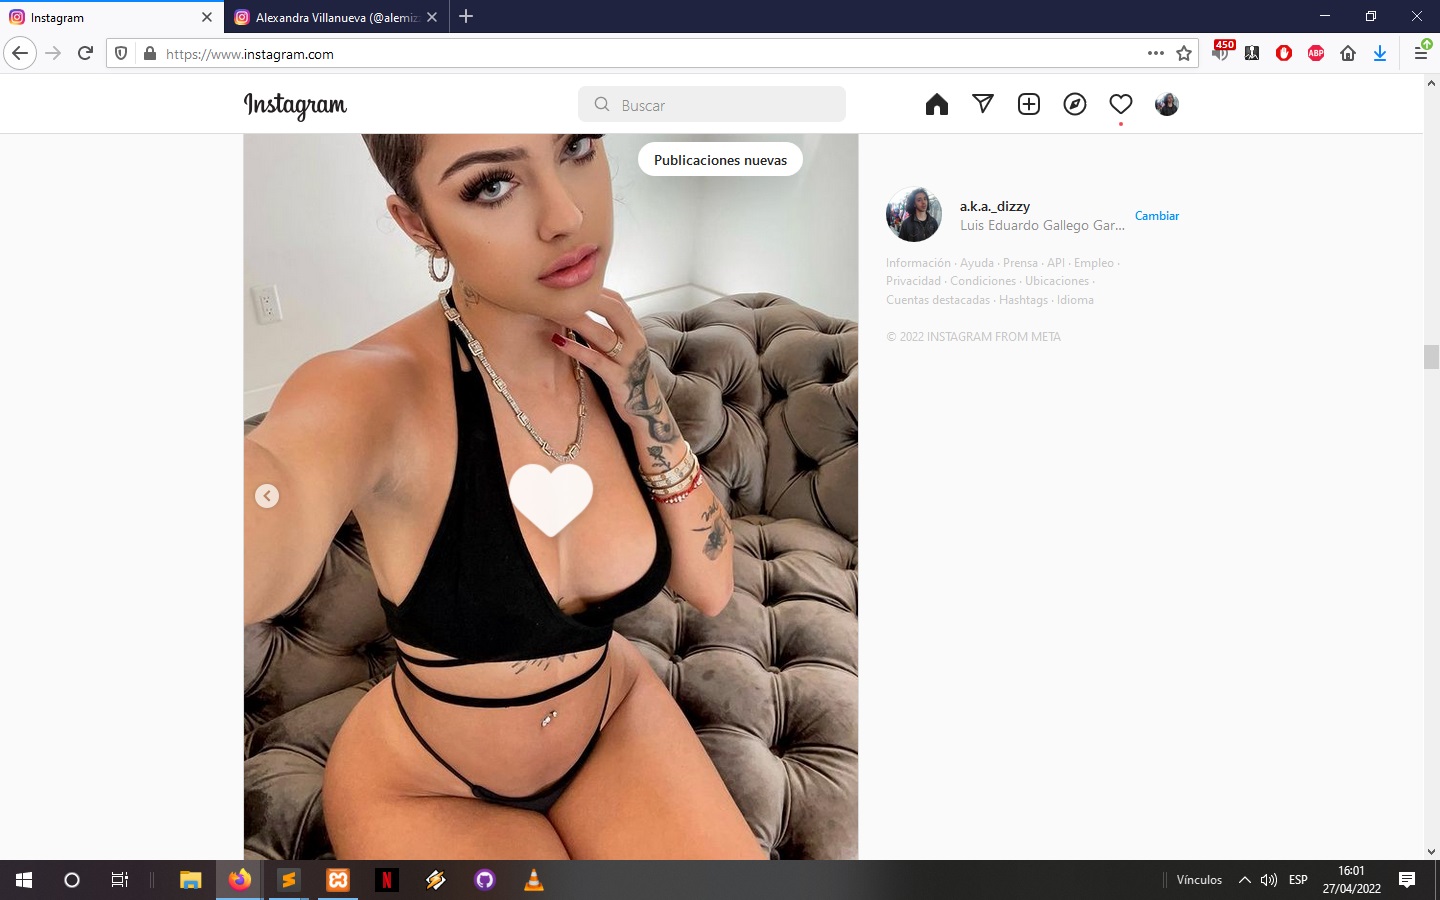 Instagram
Alexandra Villanueva (@alemiz
https://www.instagram.com
450
ABP
Instagram
Buscar
Publicaciones nuevas
a.k.a._dizzy
Luis Eduardo Gallego Gar...
Cambiar
Información · Ayuda · Prensa · API · Empleo ·
Privacidad · Condiciones · Ubicaciones ·
Cuentas destacadas · Hashtags · Idioma
© 2022 INSTAGRAM FROM META
Vínculos
ESP
16:01
27/04/2022